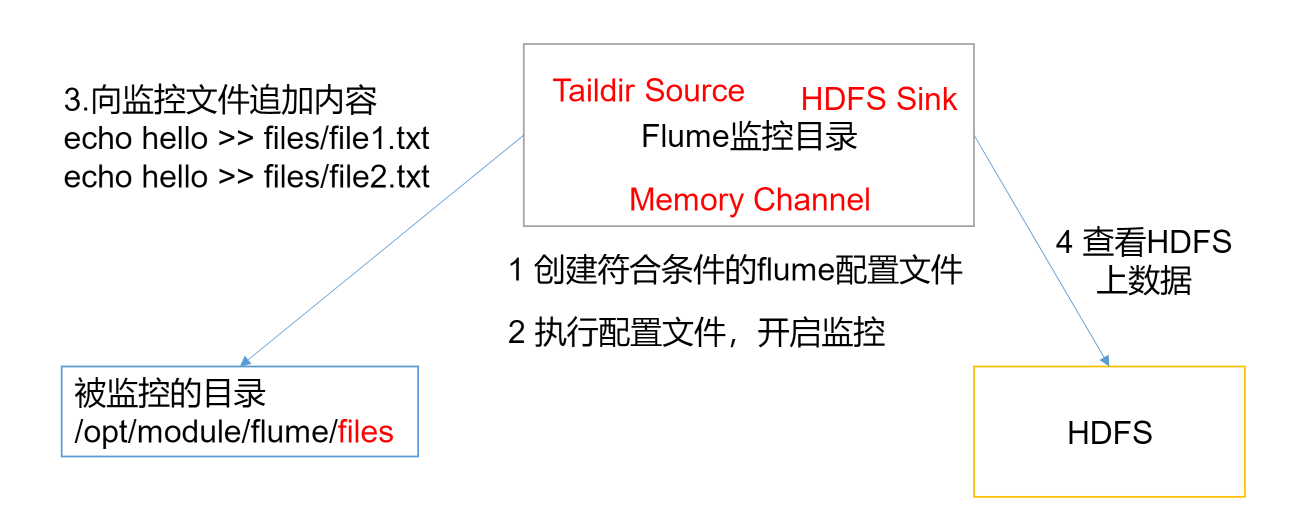 3.向监控文件追加内容
echo hello >> files/file1.txt
echo hello >> files/file2.txt
Taildir Source
HDFS Sink
Flume监控目录
Memory Channel
1 创建符合条件的flume配置文件
2 执行配置文件，开启监控
4 查看HDFS
上数据
被监控的目录
/opt/module/flume/files
HDFS